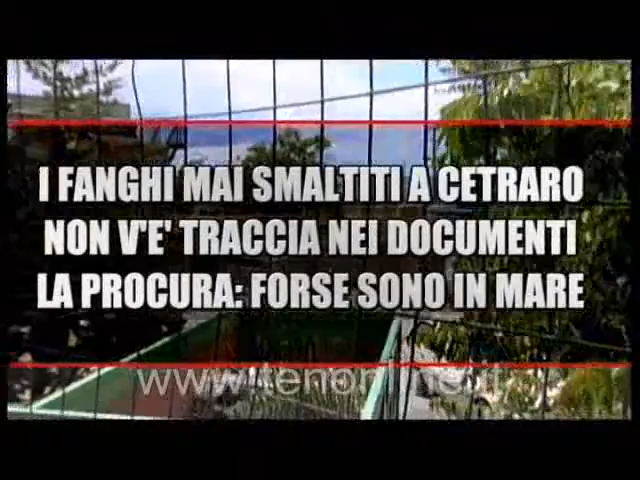 I FANGHI MAI SMALTITI A CETRARO
NON V'E' TRACCIA NEI DOCUMENTI
LA PROCURA: FORSE SONO IN MARE